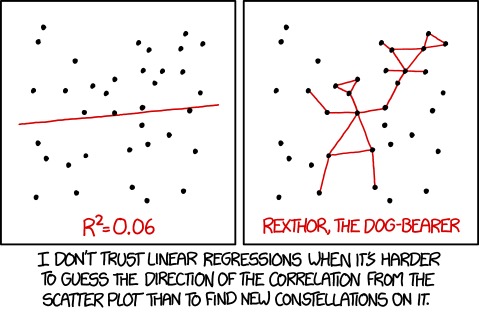 R²=0.06
REXTHOR, THE DOG-BEARER
I DON'T TRUST LINEAR REGRESSIONS WHEN IT'S HARDER
TO GUESS THE DIRECTION OF THE CORRELATION FROM THE
SCATTER PLOT THAN TO FIND NEW CONSTELLATIONS ON IT.